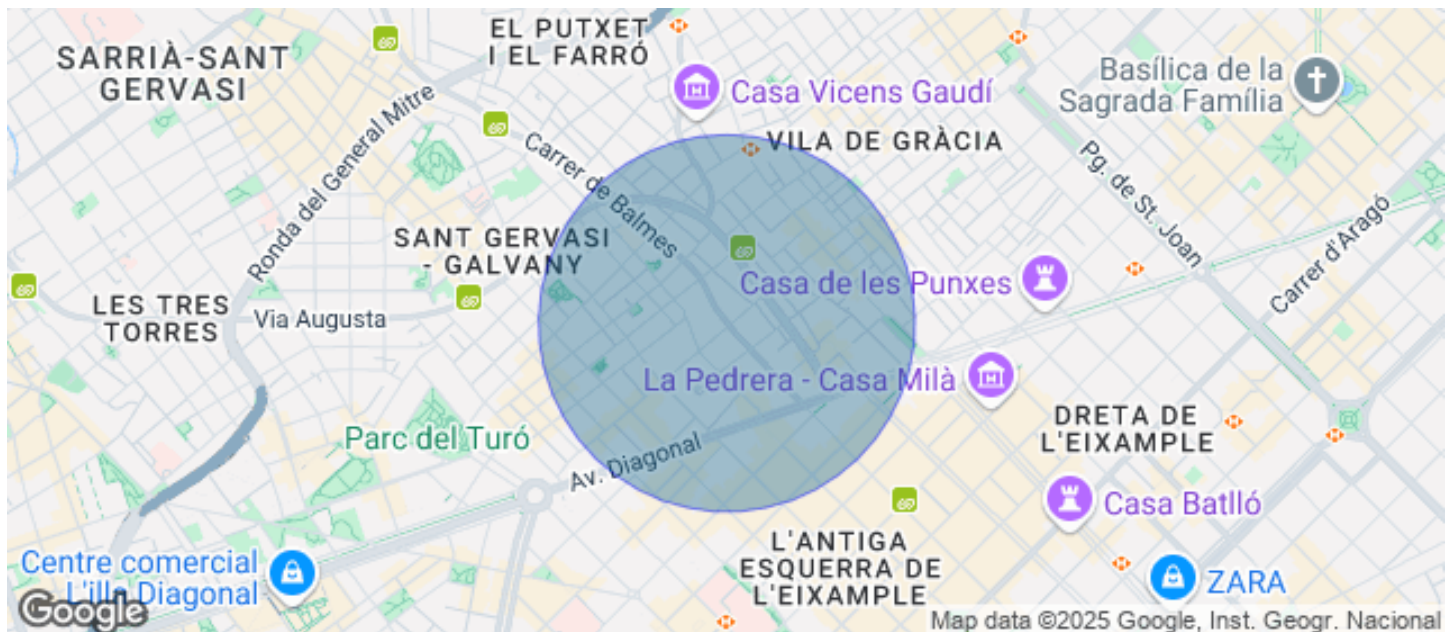 EL PUTXET
I EL FARRÓ
SARRIÀ-SANT
GERVASI
Basílica de la
Sagrada Família
Casa Vicens Gaudí
Ronda del General Mitre
Carrer de Balmes
VILA DE GRÀCIA
Pg. de St. Joan
Carrer d'Aragó
SANT GERVASI
- GALVANY
Casa de les Punxes
LES TRES
TORRES
Via Augusta
La Pedrera - Casa Milà
Parc del Turó
Av. Diagonal
DRETA DE
L'EIXAMPLE
Casa Batlló
L'ANTIGA
ESQUERRA DE
L'EIXAMPLE
Centre comercial
L'illa Diagonal
ZARA
Google
Map data ©2025 Google, Inst. Geogr. Nacional